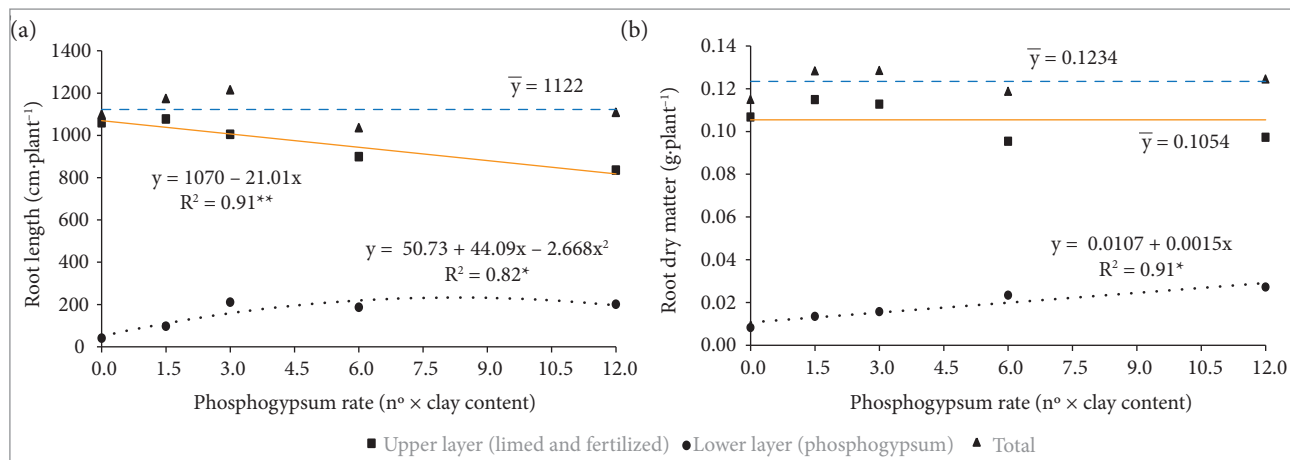 (a)
1400
1200
1000
800
600
400
200
0
Root length (cm·plant⁻¹)
y̅ = 1122
y = 1070 – 21.01x
R² = 0.91**
y = 50.73 + 44.09x – 2.668x²
R² = 0.82*
0.0 1.5 3.0 4.5 6.0 7.5 9.0 10.5 12.0
Phosphogypsum rate (nº × clay content)
(b)
0.14
0.12
0.10
0.08
0.06
0.04
0.02
0.00
Root dry matter (g·plant⁻¹)
y̅ = 0.1234
y̅ = 0.1054
y = 0.0107 + 0.0015x
R² = 0.91*
0.0 1.5 3.0 4.5 6.0 7.5 9.0 10.5 12.0
Phosphogypsum rate (nº × clay content)
Upper layer (limed and fertilized) Lower layer (phosphogypsum) Total